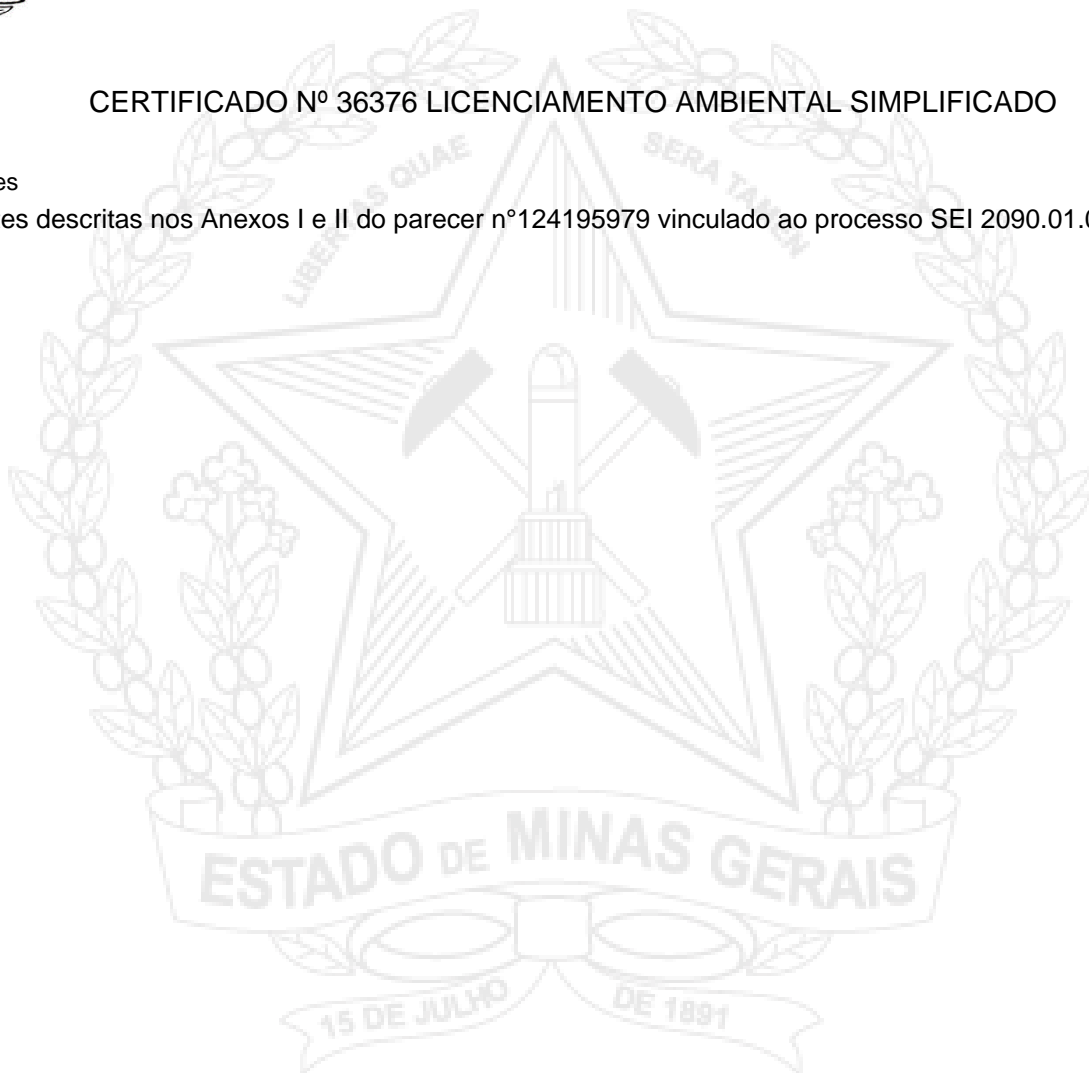 CERTIFICADO Nº 36376 LICENCIAMENTO AMBIENTAL SIMPLIFICADO
es
es descritas nos Anexos I e II do parecer n°124195979 vinculado ao processo SEI 2090.01.0
LIBERTAS QUAE SERA TAMEN
ESTADO DE MINAS GERAIS
15 DE JULHO DE 1891